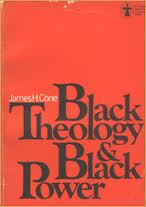 James H. Cone
Black
Theology
& Black
Power